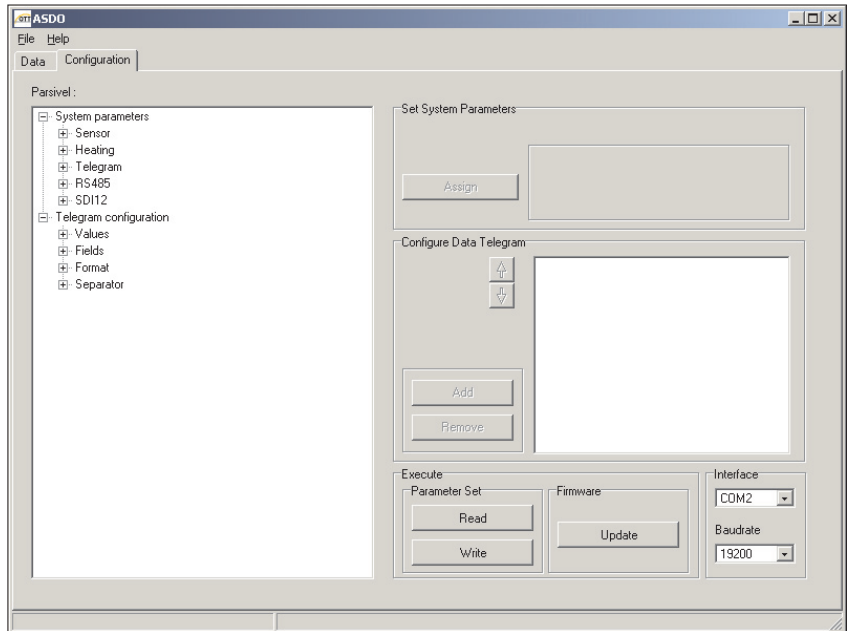 OTT ASDO
File Help
Data Configuration
Parsivel :
System parameters
Sensor
Heating
Telegram
RS485
SDI12
Telegram configuration
Values
Fields
Format
Separator
Set System Parameters
Assign
Configure Data Telegram
Add
Remove
Execute
Parameter Set
Read
Write
Firmware
Update
Interface
COM2
Baudrate
19200